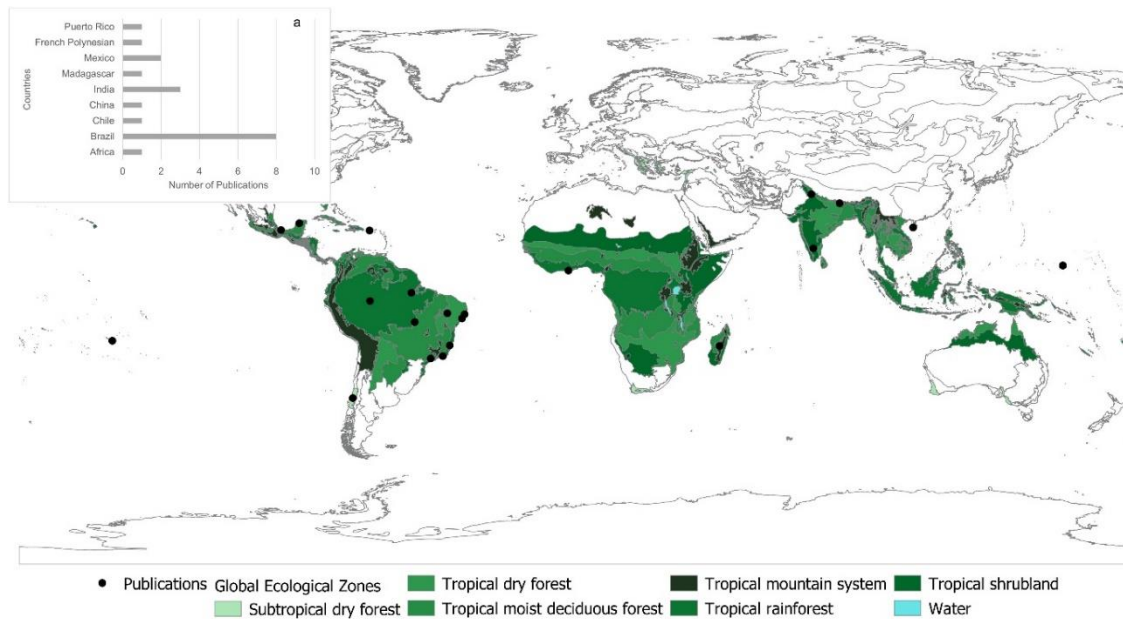 a
Countries
Puerto Rico
French Polynesian
Mexico
Madagascar
India
China
Chile
Brazil
Africa
0 2 4 6 8 10
Number of Publications
Publications Global Ecological Zones Tropical dry forest Tropical mountain system Tropical shrubland
Subtropical dry forest Tropical moist deciduous forest Tropical rainforest Water